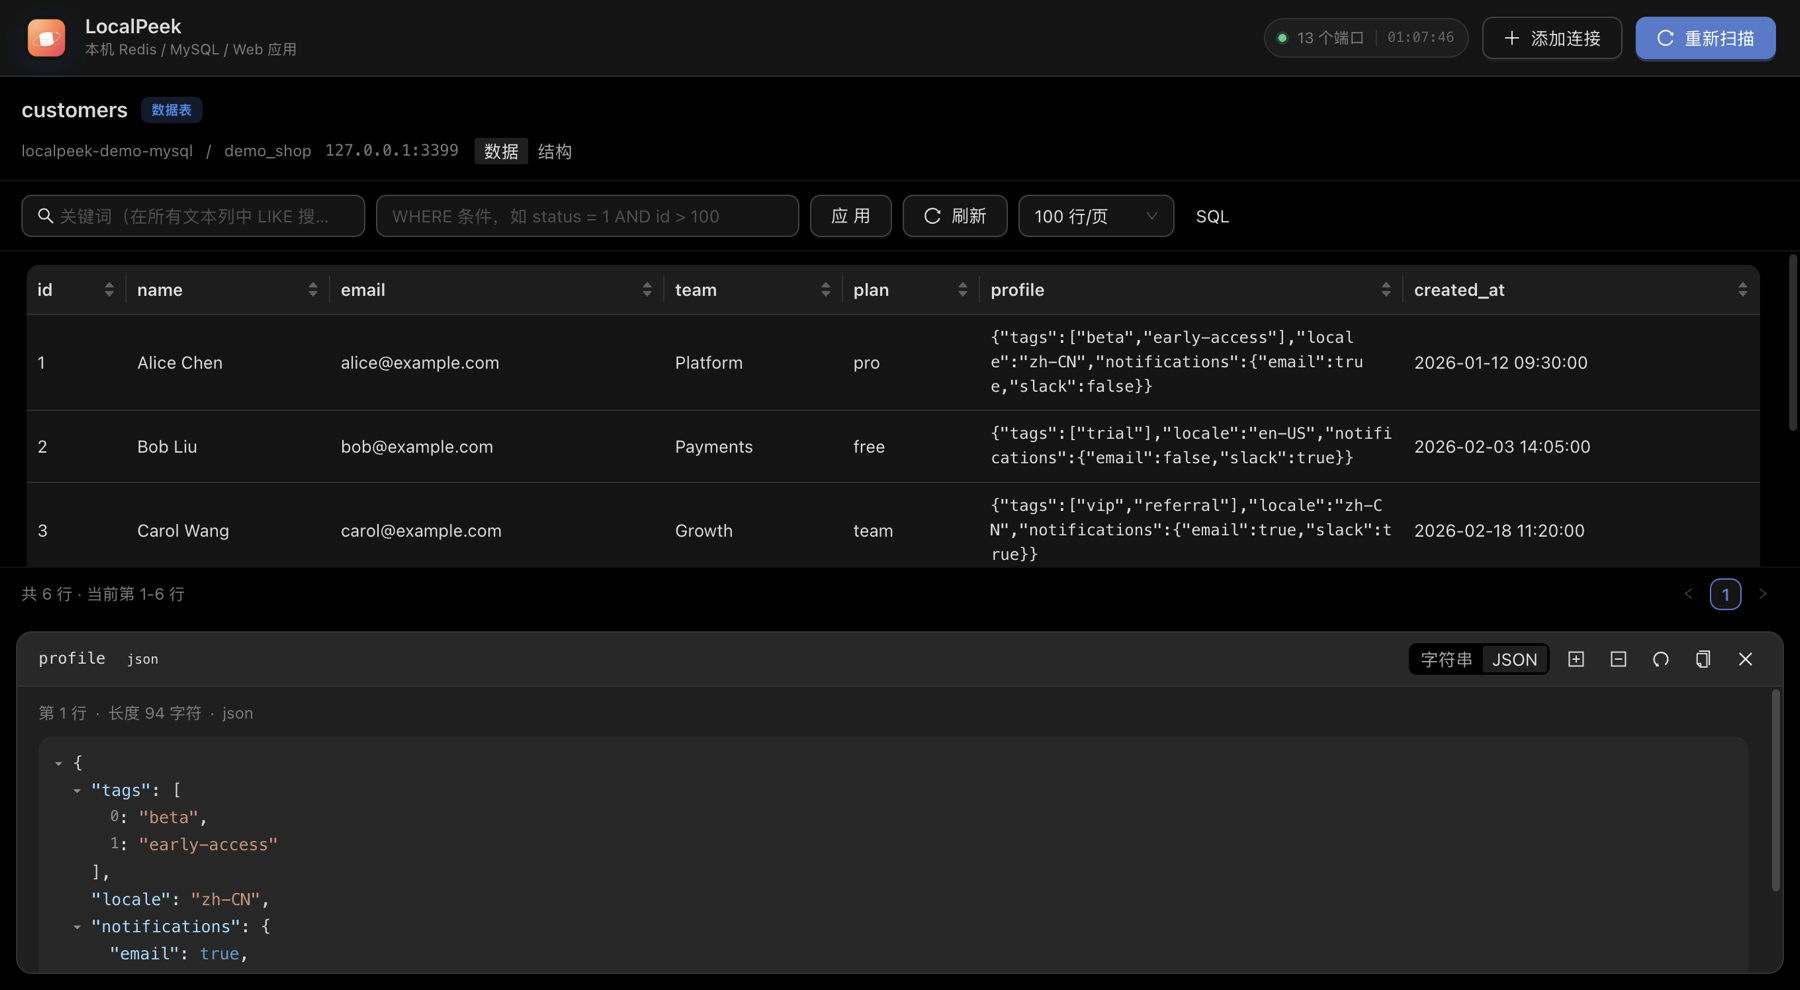 LocalPeek
本机 Redis / MySQL / Web 应用
13 个端口
01:07:46
添加连接
重新扫描
customers
数据表
localpeek-demo-mysql / demo_shop 127.0.0.1:3399
数据
结构
关键词（在所有文本列中 LIKE 搜...
WHERE 条件，如 status = 1 AND id > 100
应 用
刷新
100 行/页
SQL
id name email team plan profile created_at
1 Alice Chen alice@example.com Platform pro
{"tags":["beta","early-access"],"local
e":"zh-CN","notifications":{"email":tru
e,"slack":false}}
2026-01-12 09:30:00
2 Bob Liu bob@example.com Payments free
{"tags":["trial"],"locale":"en-US","notifi
cations":{"email":false,"slack":true}}
2026-02-03 14:05:00
3 Carol Wang carol@example.com Growth team
{"tags":["vip","referral"],"locale":"zh-C
N","notifications":{"email":true,"slack":t
rue}}
2026-02-18 11:20:00
共 6 行 · 当前第 1-6 行
1
profile json
字符串
JSON
第 1 行 · 长度 94 字符 · json
{
"tags": [
0: "beta",
1: "early-access"
],
"locale": "zh-CN",
"notifications": {
"email": true,